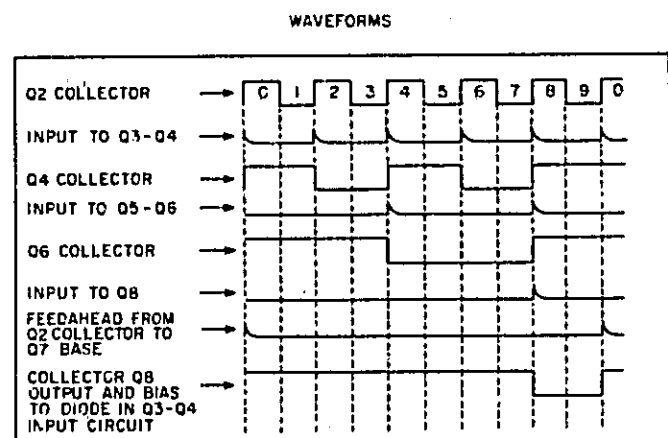 WAVEFORMS
Q2 COLLECTOR
0 1 2 3 4 5 6 7 8 9 0
INPUT TO Q3-Q4
Q4 COLLECTOR
INPUT TO Q5-Q6
Q6 COLLECTOR
INPUT TO Q8
FEEDAHEAD FROM
Q2 COLLECTOR TO
Q7 BASE
COLLECTOR Q8
OUTPUT AND BIAS
TO DIODE IN Q3-Q4
INPUT CIRCUIT